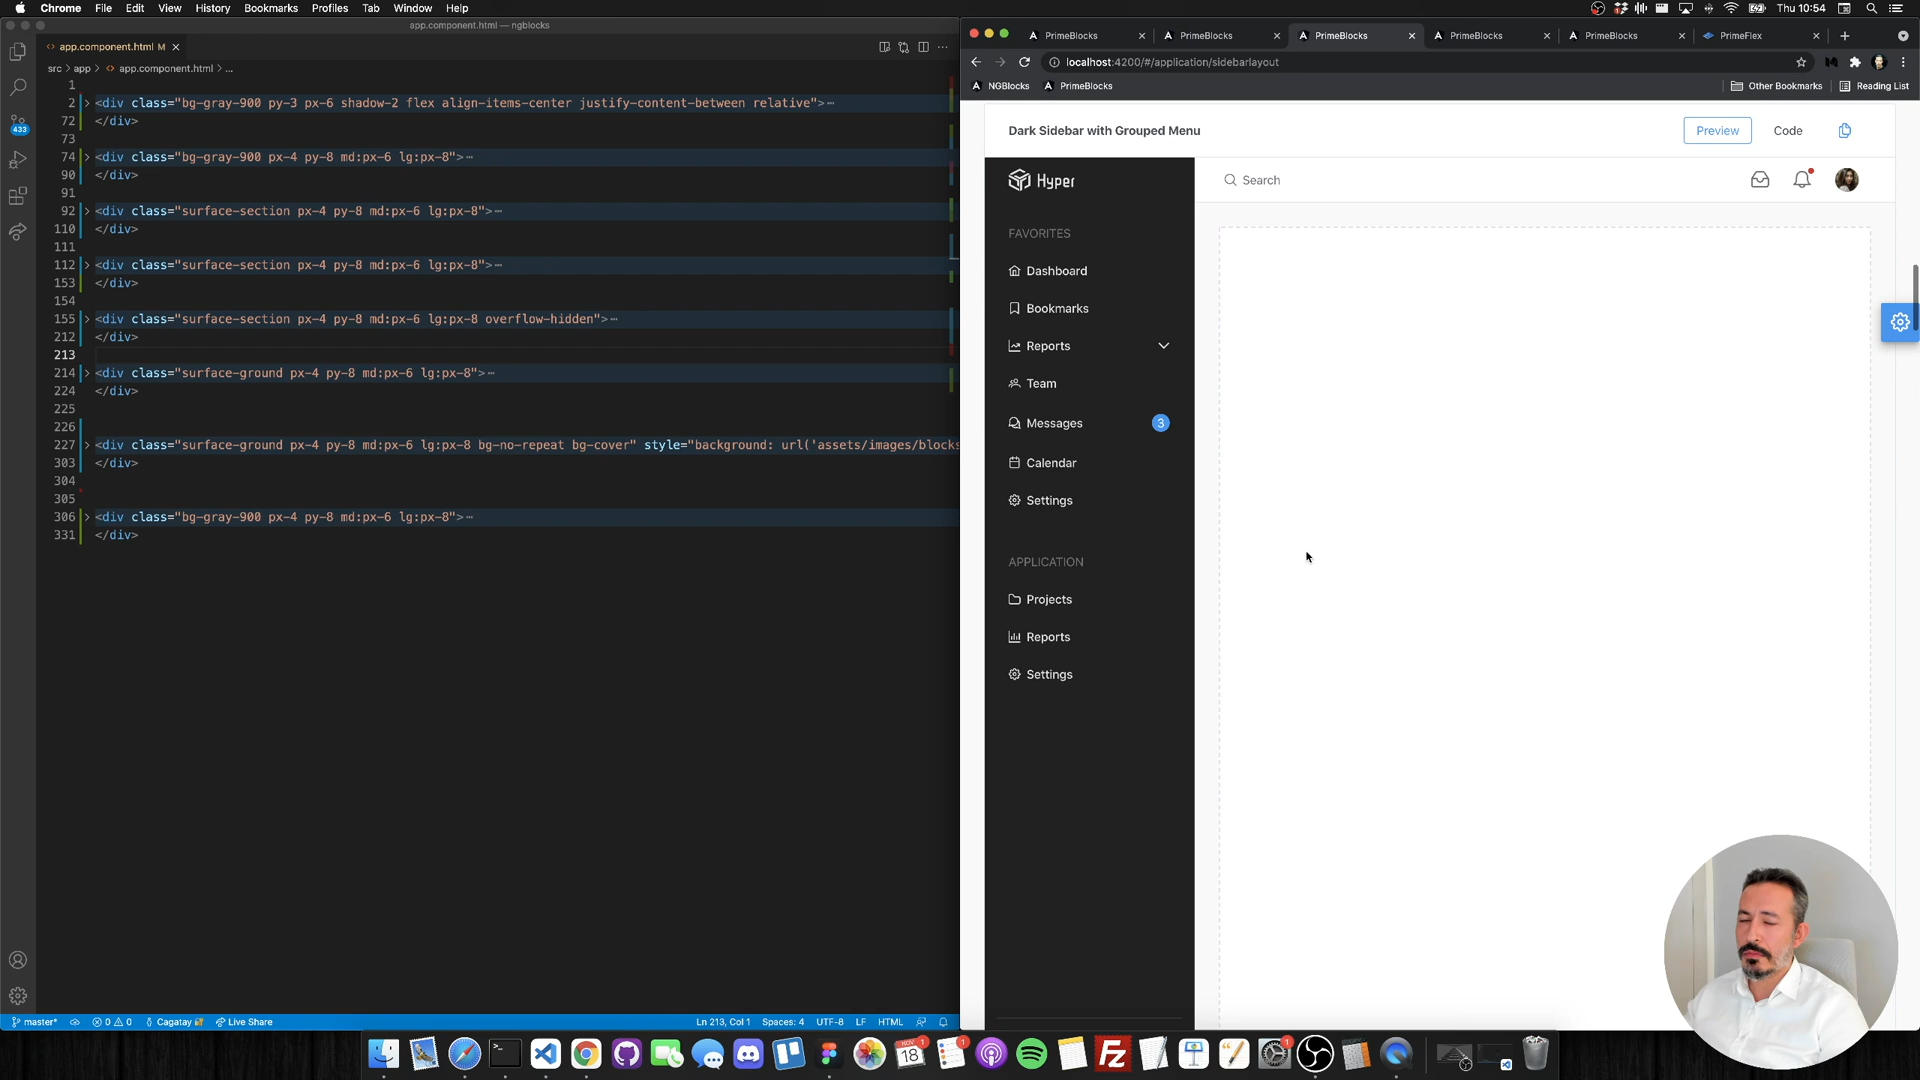 Chrome File Edit View History Bookmarks Profiles Tab Window Help
Thu 10:54
app.component.html — ngblocks
app.component.html M
src > app > app.component.html > ...
1
2 <div class="bg-gray-900 py-3 px-6 shadow-2 flex align-items-center justify-content-between relative">
72 </div>
73
74 <div class="bg-gray-900 px-4 py-8 md:px-6 lg:px-8">
90 </div>
91
92 <div class="surface-section px-4 py-8 md:px-6 lg:px-8">
110 </div>
111
112 <div class="surface-section px-4 py-8 md:px-6 lg:px-8">
153 </div>
154
155 <div class="surface-section px-4 py-8 md:px-6 lg:px-8 overflow-hidden">
212 </div>
213
214 <div class="surface-ground px-4 py-8 md:px-6 lg:px-8">
224 </div>
225
226
227 <div class="surface-ground px-4 py-8 md:px-6 lg:px-8 bg-no-repeat bg-cover" style="background: url('assets/images/blocks
303 </div>
304
305
306 <div class="bg-gray-900 px-4 py-8 md:px-6 lg:px-8">
331 </div>
433
master* 0 0 Cagatay Live Share
Ln 213, Col 1 Spaces: 4 UTF-8 LF HTML
PrimeBlocks PrimeBlocks PrimeBlocks PrimeBlocks PrimeBlocks PrimeFlex
localhost:4200/#/application/sidebarlayout
NGBlocks PrimeBlocks Other Bookmarks Reading List
Dark Sidebar with Grouped Menu
Preview Code
Hyper
Search
FAVORITES
Dashboard
Bookmarks
Reports
Team
Messages 3
Calendar
Settings
APPLICATION
Projects
Reports
Settings
NOV
18
1
1
1